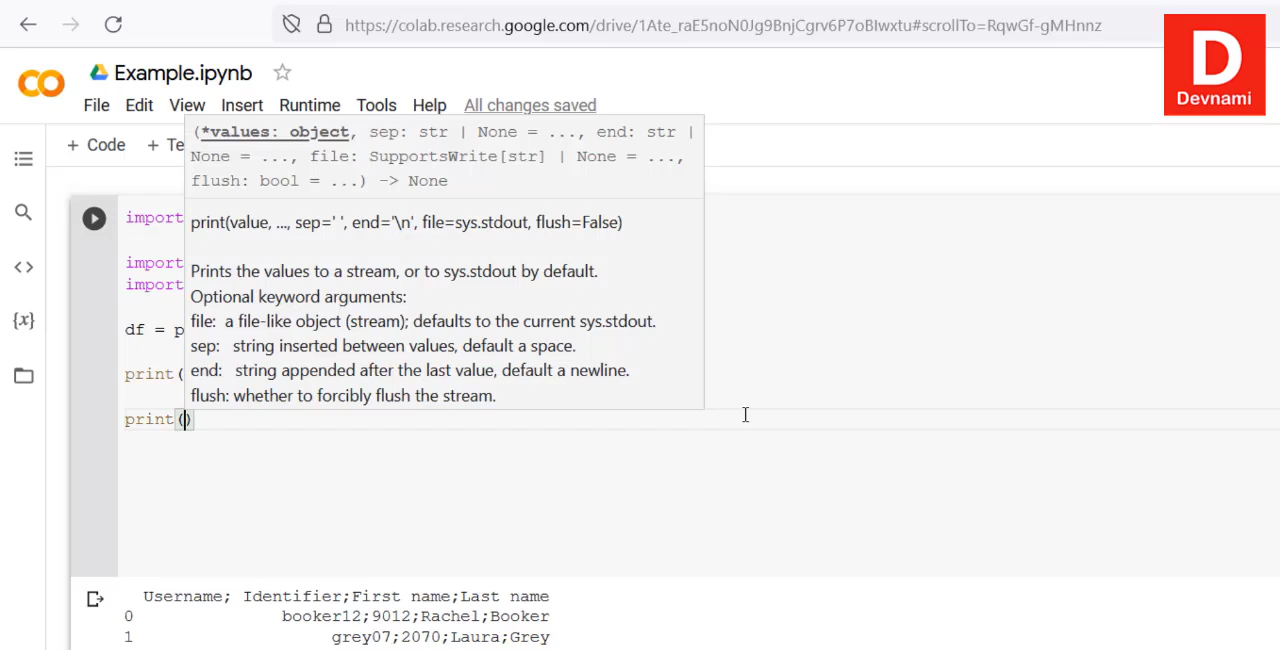 https://colab.research.google.com/drive/1Ate_raE5noN0Jg9BnjCgrv6P7oBIwxtu#scrollTo=RqwGf-gMHnnz
D
Devnami
Example.ipynb
File Edit View Insert Runtime Tools Help All changes saved
+ Code + Te
(*values: object, sep: str | None = ..., end: str |
None = ..., file: SupportsWrite[str] | None = ...,
flush: bool = ...) -> None
print(value, ..., sep=' ', end='\n', file=sys.stdout, flush=False)
Prints the values to a stream, or to sys.stdout by default.
Optional keyword arguments:
file: a file-like object (stream); defaults to the current sys.stdout.
sep: string inserted between values, default a space.
end: string appended after the last value, default a newline.
flush: whether to forcibly flush the stream.
import
import
import
df = p
print(
print()
{x}
Username; Identifier;First name;Last name
0 booker12;9012;Rachel;Booker
1 grey07;2070;Laura;Grey